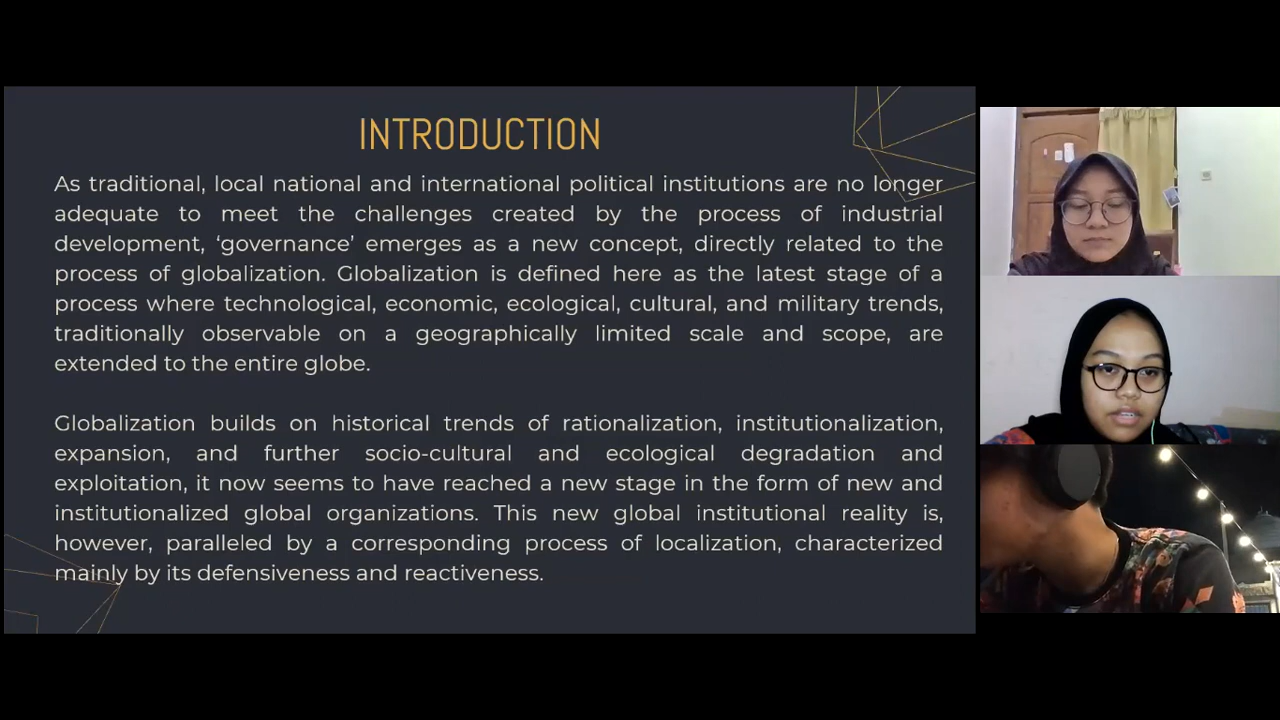 INTRODUCTION
As traditional, local national and international political institutions are no longer
adequate to meet the challenges created by the process of industrial
development, ‘governance’ emerges as a new concept, directly related to the
process of globalization. Globalization is defined here as the latest stage of a
process where technological, economic, ecological, cultural, and military trends,
traditionally observable on a geographically limited scale and scope, are
extended to the entire globe.
Globalization builds on historical trends of rationalization, institutionalization,
expansion, and further socio-cultural and ecological degradation and
exploitation, it now seems to have reached a new stage in the form of new and
institutionalized global organizations. This new global institutional reality is,
however, paralleled by a corresponding process of localization, characterized
mainly by its defensiveness and reactiveness.